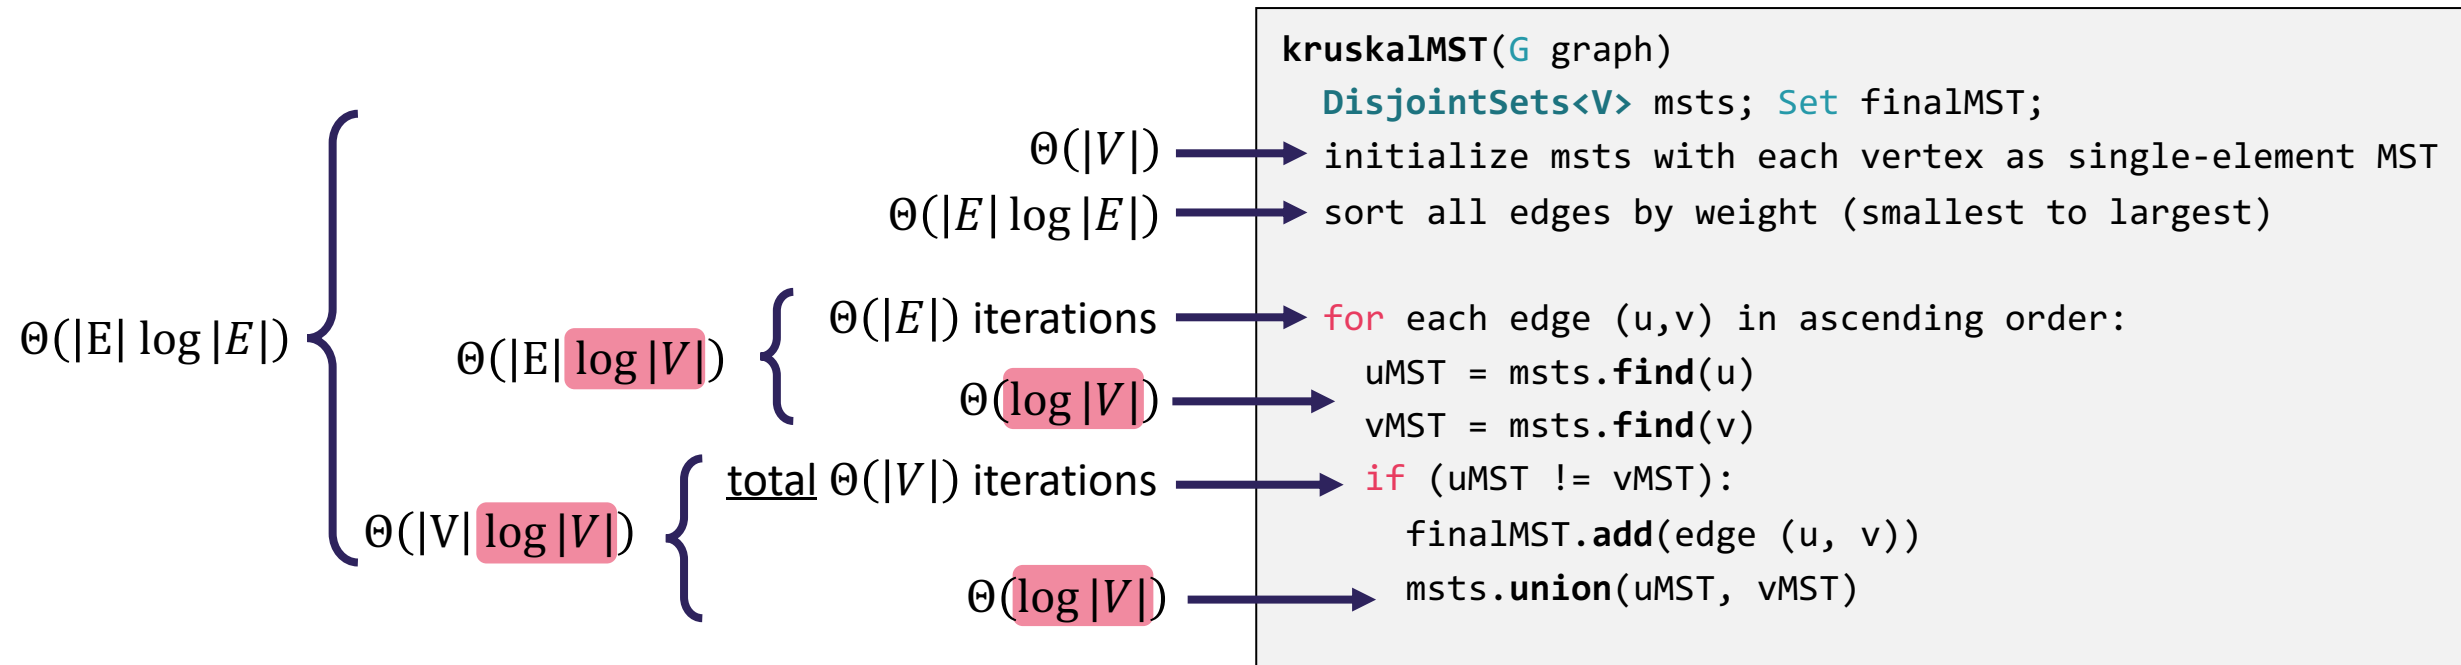 kruskalMST(G graph)
DisjointSets<V> msts; Set finalMST;
Θ(|V|) initialize msts with each vertex as single-element MST
Θ(|E| log |E|) sort all edges by weight (smallest to largest)
Θ(|E|) iterations for each edge (u,v) in ascending order:
Θ(|E| log |E|)
Θ(|E| log |V|)
uMST = msts.find(u)
Θ(log |V|)
vMST = msts.find(v)
total Θ(|V|) iterations if (uMST != vMST):
Θ(|V| log |V|)
finalMST.add(edge (u, v))
Θ(log |V|) msts.union(uMST, vMST)